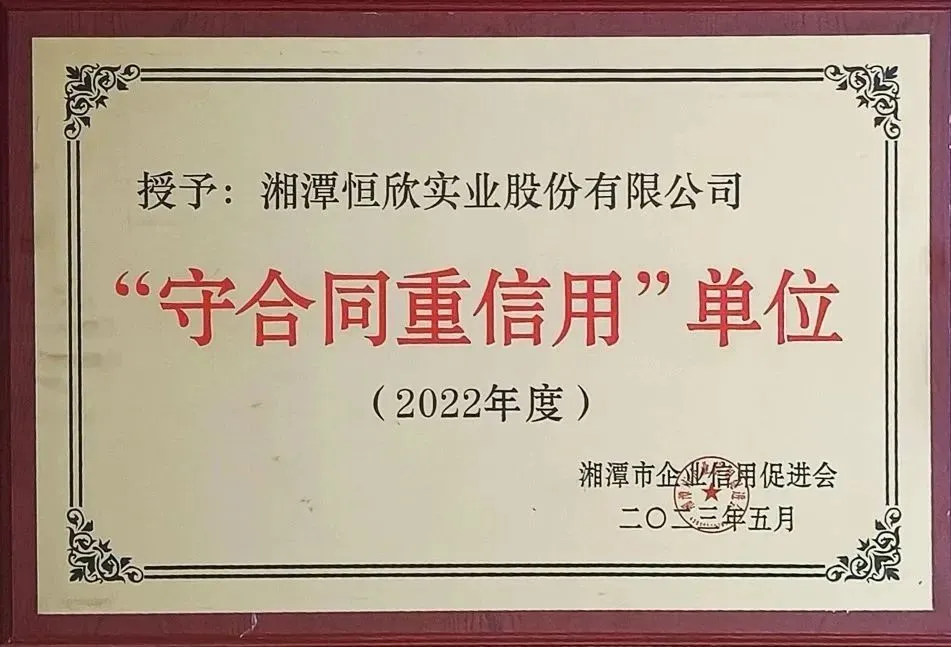 授予：湘潭恒欣实业股份有限公司
“守合同重信用”单位
（2022年度）
湘潭市企业信用促进会
二〇二三年五月